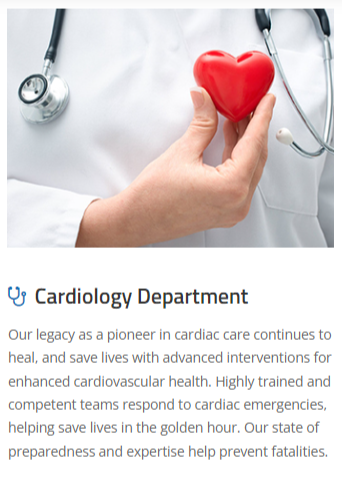 Cardiology Department
Our legacy as a pioneer in cardiac care continues to
heal, and save lives with advanced interventions for
enhanced cardiovascular health. Highly trained and
competent teams respond to cardiac emergencies,
helping save lives in the golden hour. Our state of
preparedness and expertise help prevent fatalities.